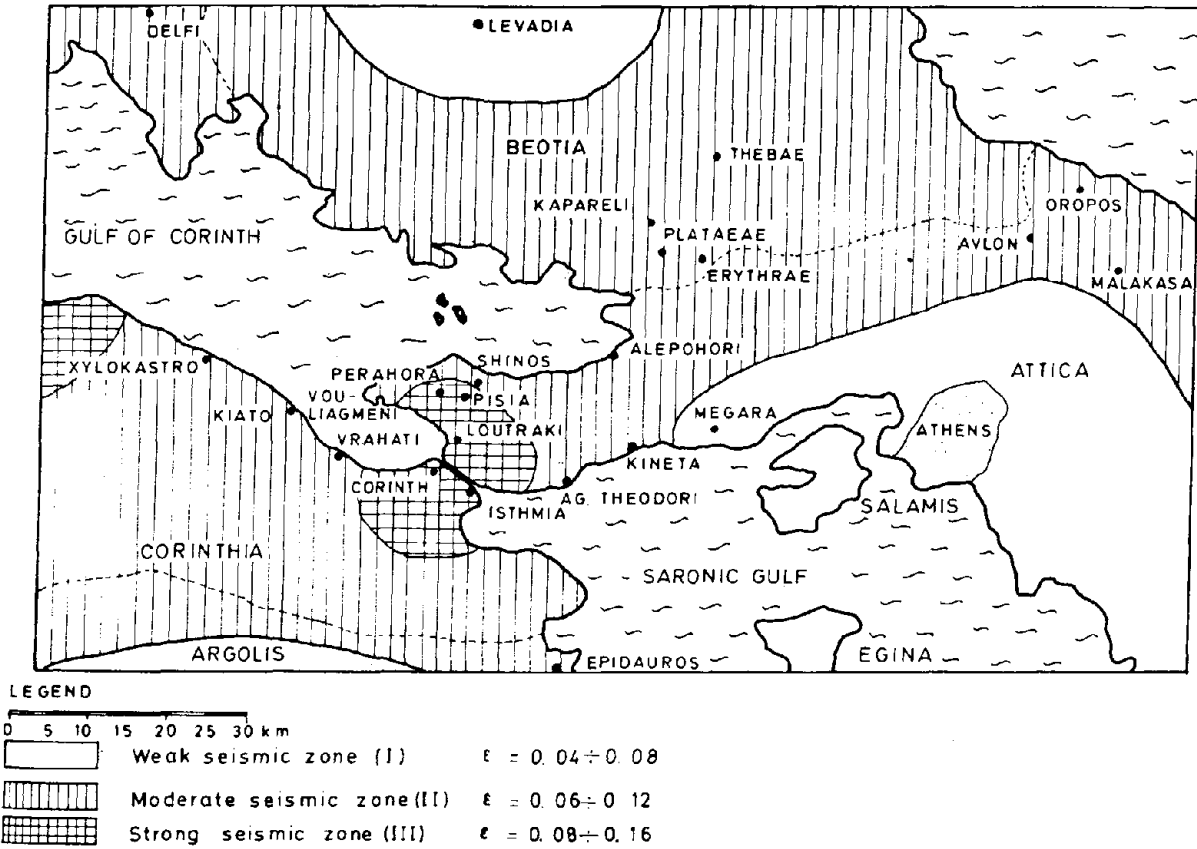 DELFI
LEVADIA
BEOTIA
THEBAE
KAPARELI
OROPOS
GULF OF CORINTH
PLATAEAE
AVLON
ERYTHRAE
MALAKASA
XYLOKASTRO
SHINOS
ALEPOHORI
PERAHORA
ATTICA
PISIA
VOU-
LIAGMENI
KIATO
MEGARA
LOUTRAKI
ATHENS
VRAHATI
KINETA
CORINTH
AG. THEODORI
ISTHMIA
SALAMIS
CORINTHIA
SARONIC GULF
ARGOLIS
EPIDAUROS
EGINA
LEGEND
0 5 10 15 20 25 30 km
Weak seismic zone (I) ε = 0.04÷0.08
Moderate seismic zone (II) ε = 0.06÷0 12
Strong seismic zone (III) ε = 0.08÷0.16